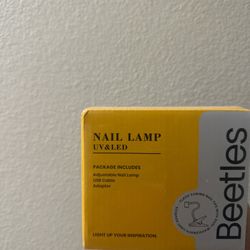 NAIL LAMP
UV&LED
PACKAGE INCLUDES
Adjustable Nail Lamp
USB Cable
Adapter
LIGHT UP YOUR INSPIRATION.
Beetles